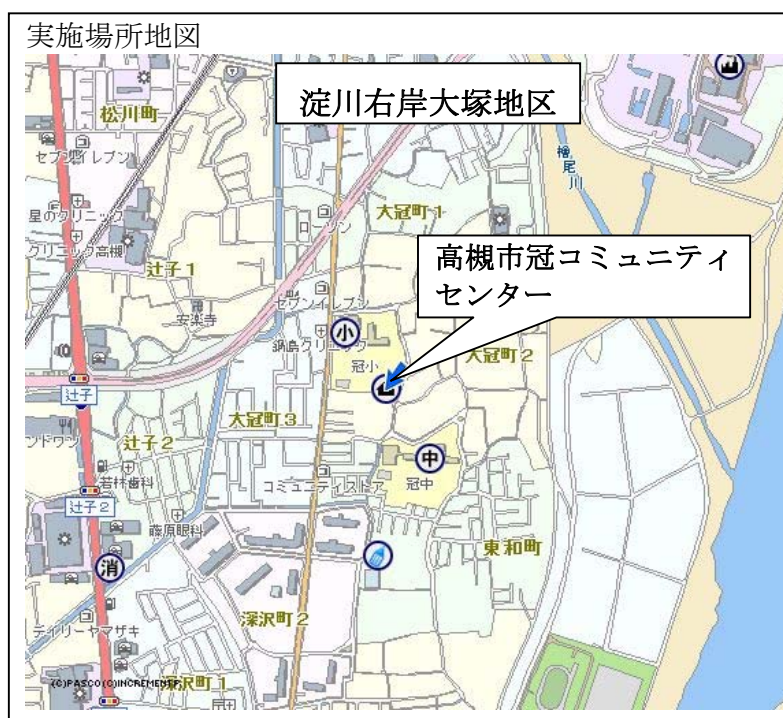 実施場所地図
淀川右岸大塚地区
松川町
セブンイレブン
星のクリニック
クリニック高槻
辻子1
安楽寺
ローソン
大冠町1
檜尾川
高槻市冠コミュニティ
センター
セブンイレブン
小
鍋島クリニック
冠小
大冠町2
辻子
大冠町3
辻子2
中
冠中
コミュニティストア
若林歯科
辻子2
藤原眼科
消
東和町
深沢町2
デイリーヤマザキ
深沢町1
(C)PASCO(C)INCREMENTP